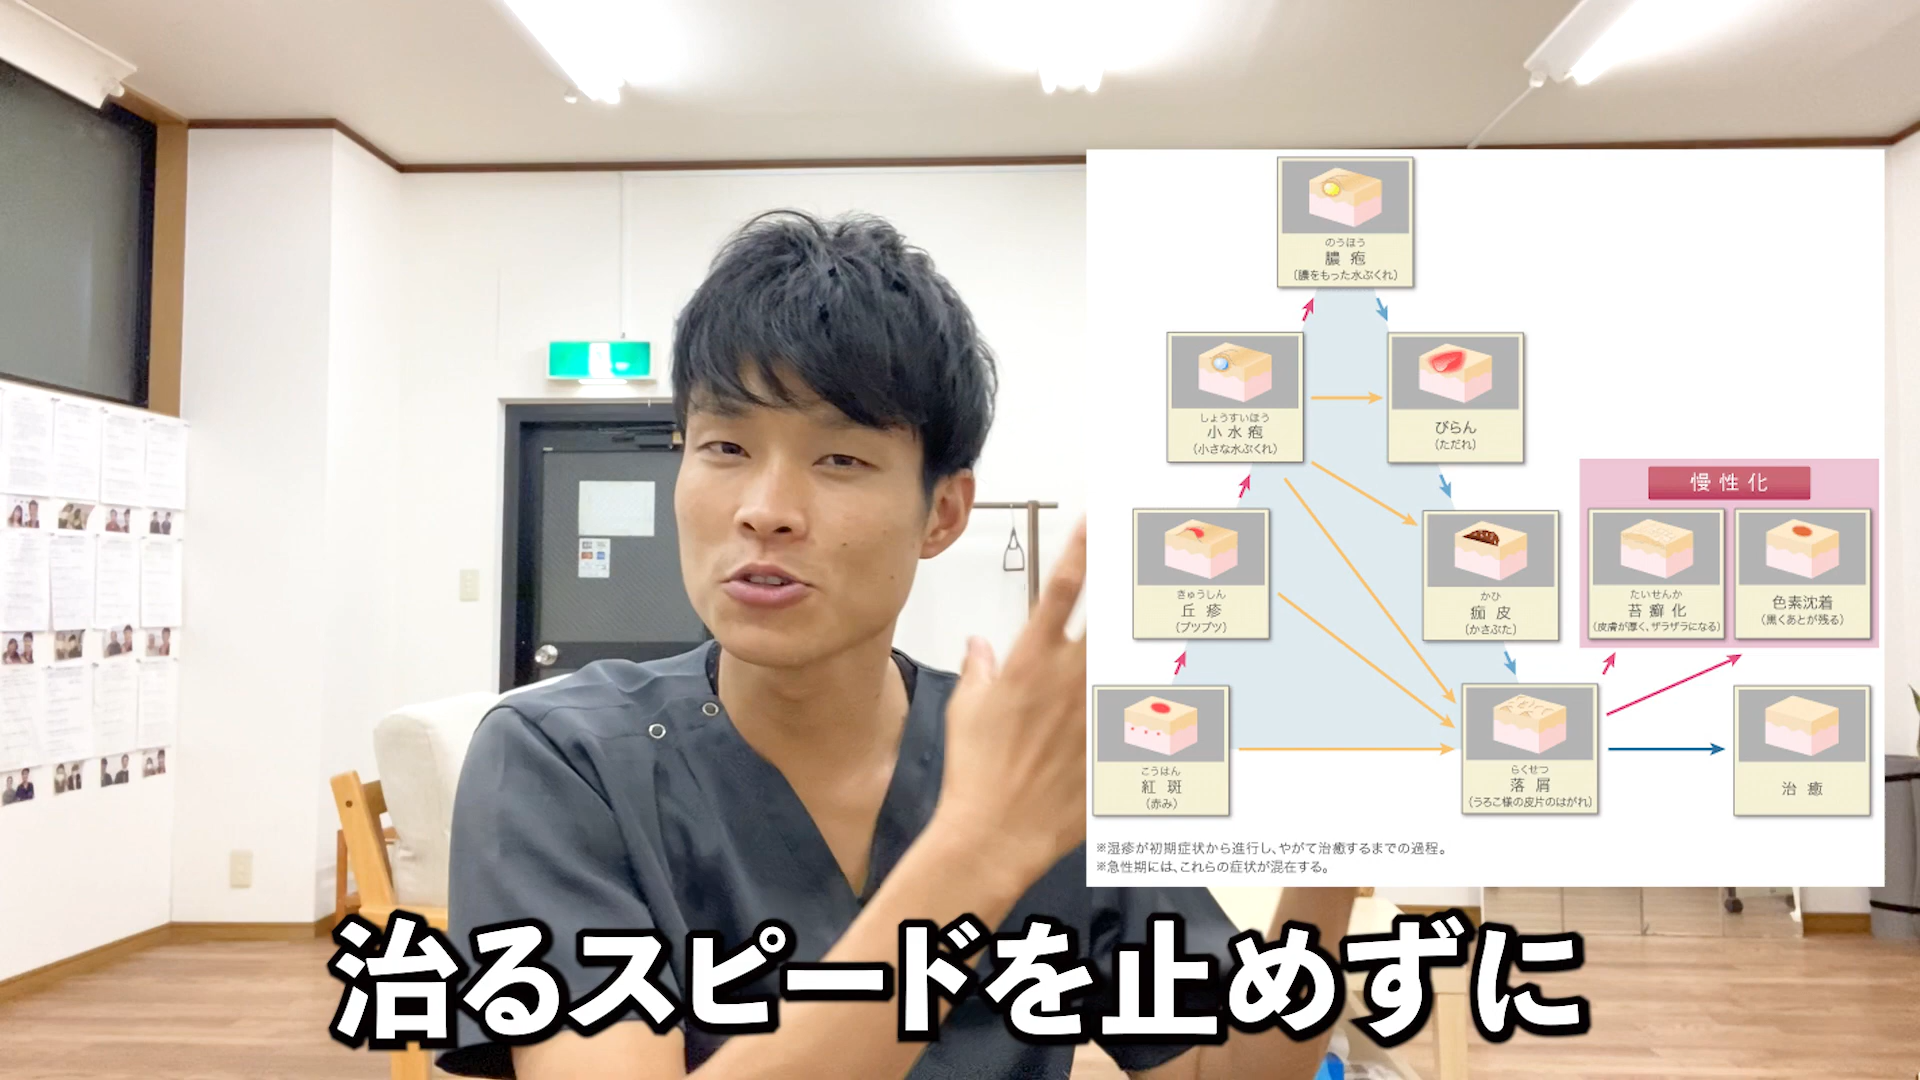 のうほう
膿疱
(膿をもった水ぶくれ)
しょうすいほう
小水疱
(小さな水ぶくれ)
びらん
(ただれ)
慢性化
きゅうしん
丘疹
(ブツブツ)
かひ
痂皮
(かさぶた)
たいせんか
苔癬化
(皮膚が厚く、ザラザラになる)
色素沈着
(黒くあとが残る)
こうはん
紅斑
(赤み)
らくせつ
落屑
(うろこ様の皮片のはがれ)
治癒
※湿疹が初期症状から進行し、やがて治癒するまでの過程。
※急性期には、これらの症状が混在する。
治るスピードを止めずに